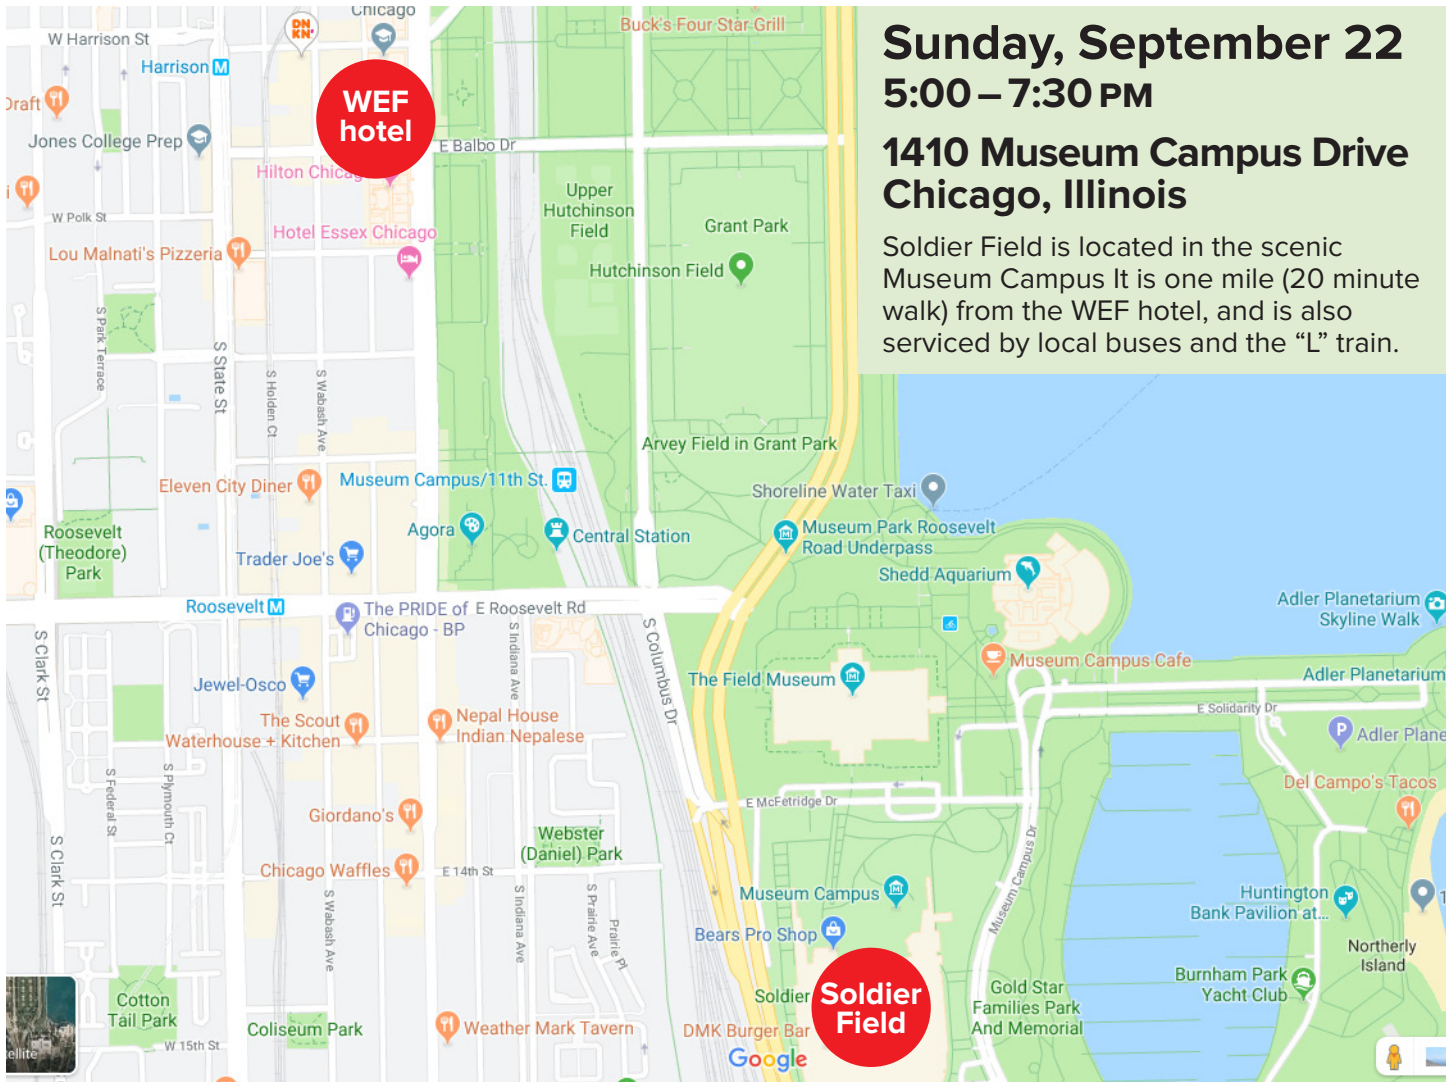 Sunday, September 22
5:00 – 7:30 PM
1410 Museum Campus Drive
Chicago, Illinois
Soldier Field is located in the scenic
Museum Campus It is one mile (20 minute
walk) from the WEF hotel, and is also
serviced by local buses and the “L” train.
Chicago
Buck's Four Star Grill
W Harrison St
DN
KN'
Harrison M
WEF
hotel
Draft
Jones College Prep
E Balbo Dr
Hilton Chicag
i
Upper
Hutchinson
Field
W Polk St
Grant Park
Hotel Essex Chicago
Lou Malnati's Pizzeria
Hutchinson Field
S Park Terrace
S State St
S Holden Ct
S Wabash Ave
Arvey Field in Grant Park
Eleven City Diner
Museum Campus/11th St.
Shoreline Water Taxi
Roosevelt
(Theodore)
Park
Agora
Central Station
Museum Park Roosevelt
Road Underpass
Trader Joe's
Shedd Aquarium
Roosevelt M
The PRIDE of
Chicago - BP
E Roosevelt Rd
Adler Planetarium
Skyline Walk
S Clark St
S Indiana Ave
S Columbus Dr
Museum Campus Cafe
Jewel-Osco
The Field Museum
Adler Planetarium
E Solidarity Dr
The Scout
Waterhouse + Kitchen
Nepal House
Indian Nepalese
P
Adler Plane
S Federal St
S Plymouth Ct
Del Campo's Tacos
Giordano's
E McFetridge Dr
Webster
(Daniel) Park
Museum Campus Dr
S Clark St
Chicago Waffles
E 14th St
S Wabash Ave
S Indiana Ave
S Prairie Ave
Prairie Pl
Museum Campus
Huntington
Bank Pavilion at...
1
Bears Pro Shop
Northerly
Island
Soldier
Soldier
Field
Gold Star
Families Park
And Memorial
Burnham Park
Yacht Club
Cotton
Tail Park
Coliseum Park
Weather Mark Tavern
DMK Burger Bar
W 15th St
Google
ellite